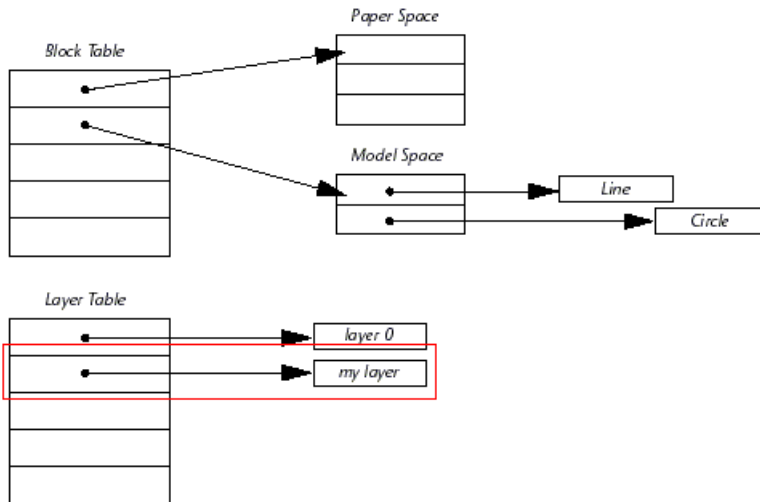 Paper Space
Block Table
Model Space
Line
Circle
Layer Table
layer 0
my layer